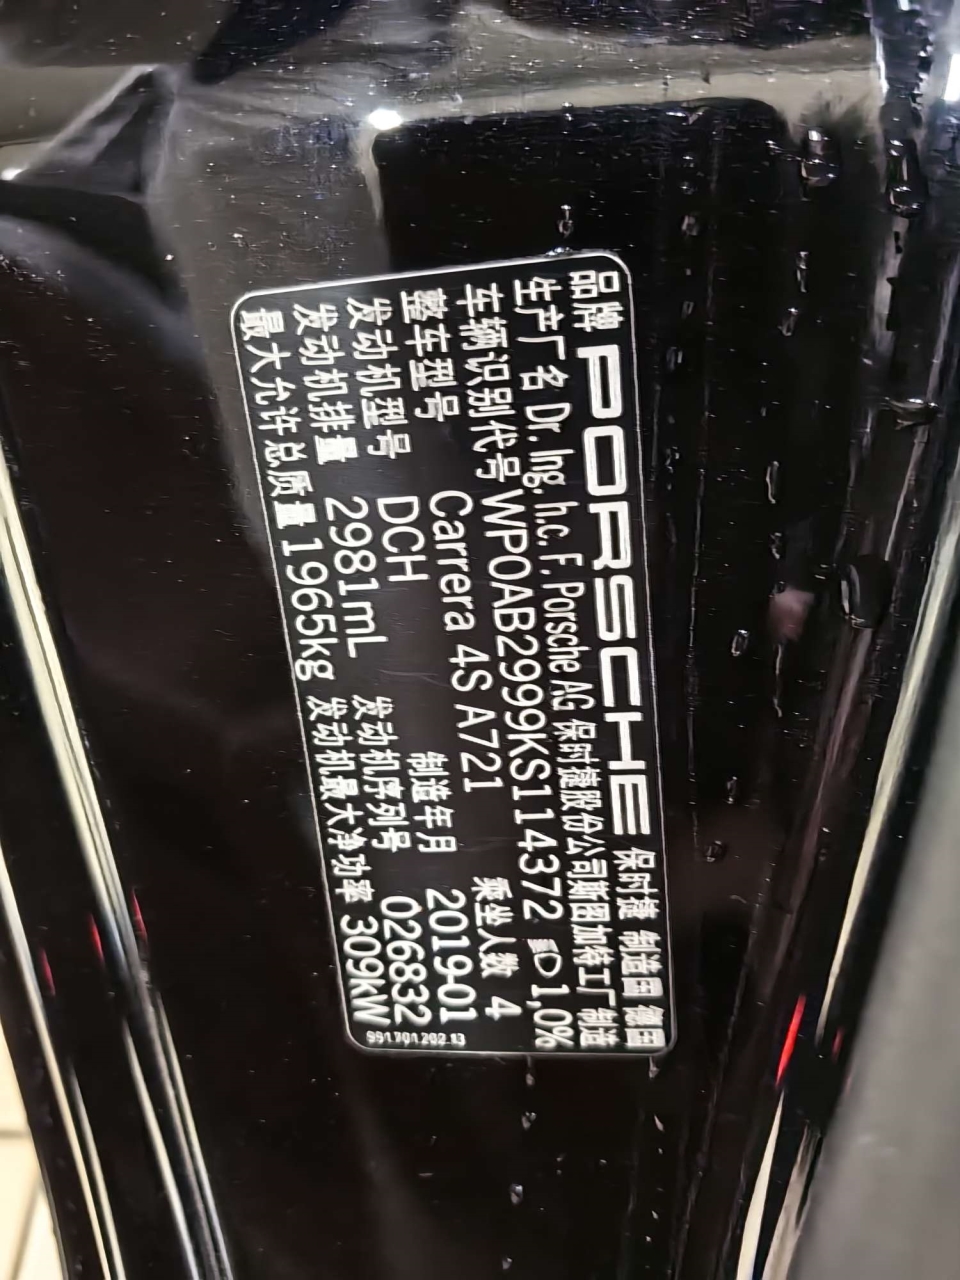 品牌 PORSCHE 保时捷 制造国 德国
生产厂名 Dr. Ing. h.c. F. Porsche AG 保时捷股份公司斯图加特工厂制造
车辆识别代号 WP0AB2999KS114372 1,0%
整车型号 Carrera 4S A721 乘坐人数 4
发动机型号 DCH 制造年月 2019-01
发动机排量 2981mL 发动机序列号 026832
最大允许总质量 1965kg 发动机最大净功率 309kW
991 701 202 13